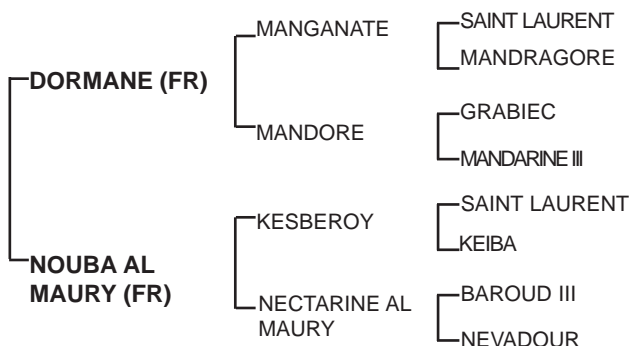 MANGANATE
SAINT LAURENT
MANDRAGORE
DORMANE (FR)
MANDORE
GRABIEC
MANDARINE III
KESBEROY
SAINT LAURENT
KEIBA
NOUBA AL
MAURY (FR)
NECTARINE AL
MAURY
BAROUD III
NEVADOUR